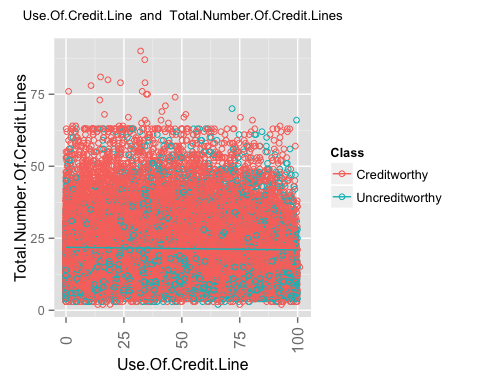 Use.Of.Credit.Line and Total.Number.Of.Credit.Lines
Total.Number.Of.Credit.Lines
75
50
25
0
0
25
50
75
100
Use.Of.Credit.Line
Class
Creditworthy
Uncreditworthy